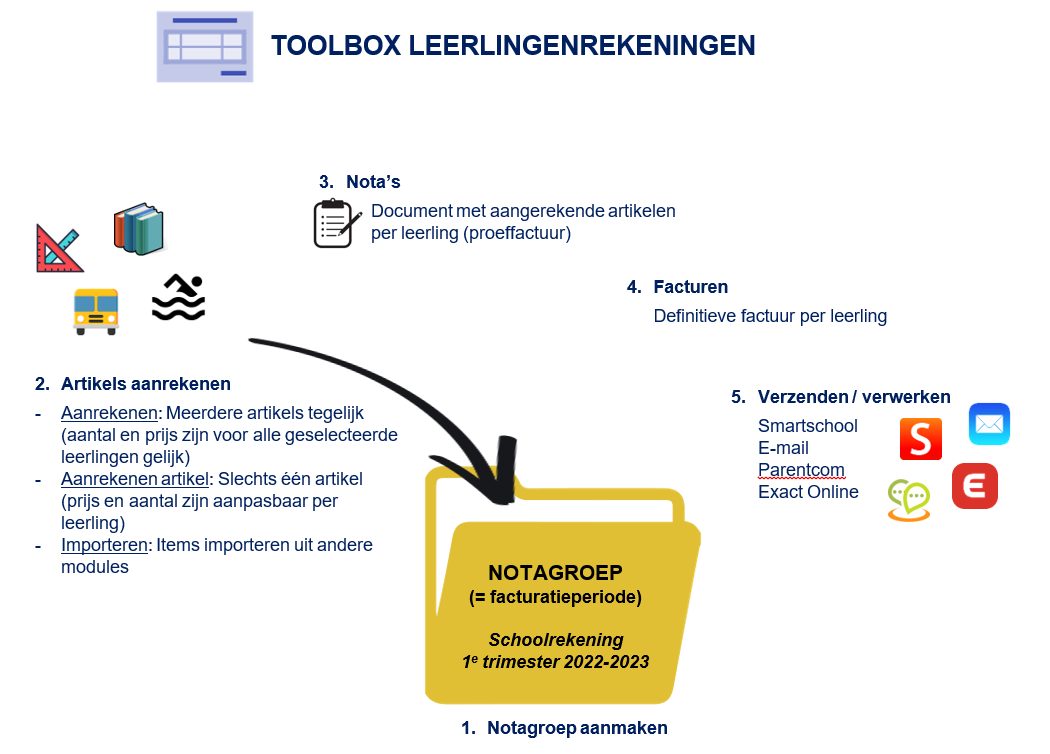 TOOLBOX LEERLINGENREKENINGEN
3. Nota's
Document met aangerekende artikelen
per leerling (proeffactuur)
4. Facturen
Definitieve factuur per leerling
2. Artikels aanrekenen
- Aanrekenen: Meerdere artikels tegelijk
(aantal en prijs zijn voor alle geselecteerde
leerlingen gelijk)
- Aanrekenen artikel: Slechts één artikel
(prijs en aantal zijn aanpasbaar per
leerling)
- Importeren: Items importeren uit andere
modules
5. Verzenden / verwerken
Smartschool
E-mail
Parentcom
Exact Online
S
E
NOTAGROEP
(= facturatieperiode)
Schoolrekening
1e trimester 2022-2023
1. Notagroep aanmaken